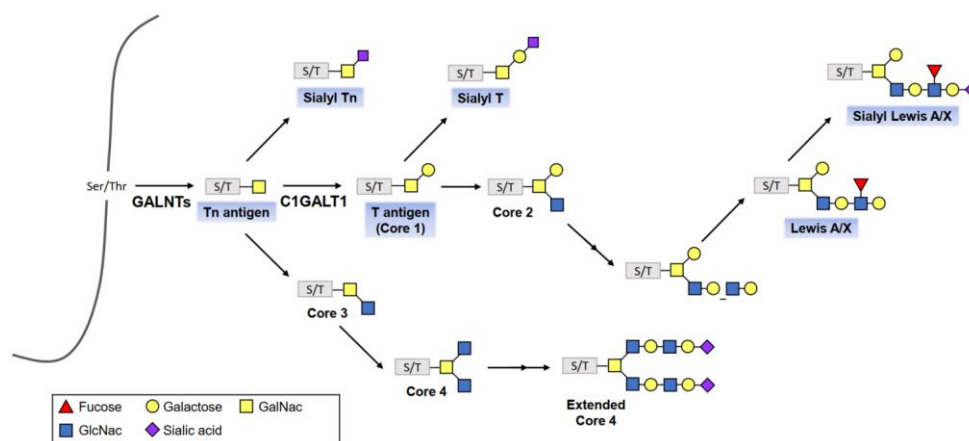 S/T
Sialyl Tn
S/T
Sialyl T
S/T
Sialyl Lewis A/X
Ser/Thr
GALNTs
S/T
Tn antigen
C1GALT1
S/T
T antigen
(Core 1)
S/T
Core 2
S/T
Lewis A/X
S/T
S/T
Core 3
S/T
Core 4
S/T
Extended
Core 4
Fucose
Galactose
GalNac
GlcNac
Sialic acid